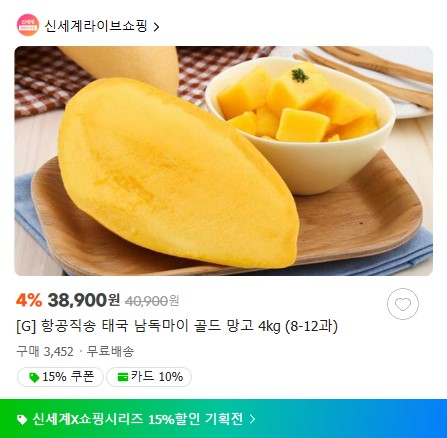 신세계라이브쇼핑 >
4% 38,900원 40,900원
[G] 항공직송 태국 남독마이 골드 망고 4kg (8-12과)
구매 3,452 · 무료배송
15% 쿠폰 카드 10%
신세계X쇼핑시리즈 15%할인 기획전 >